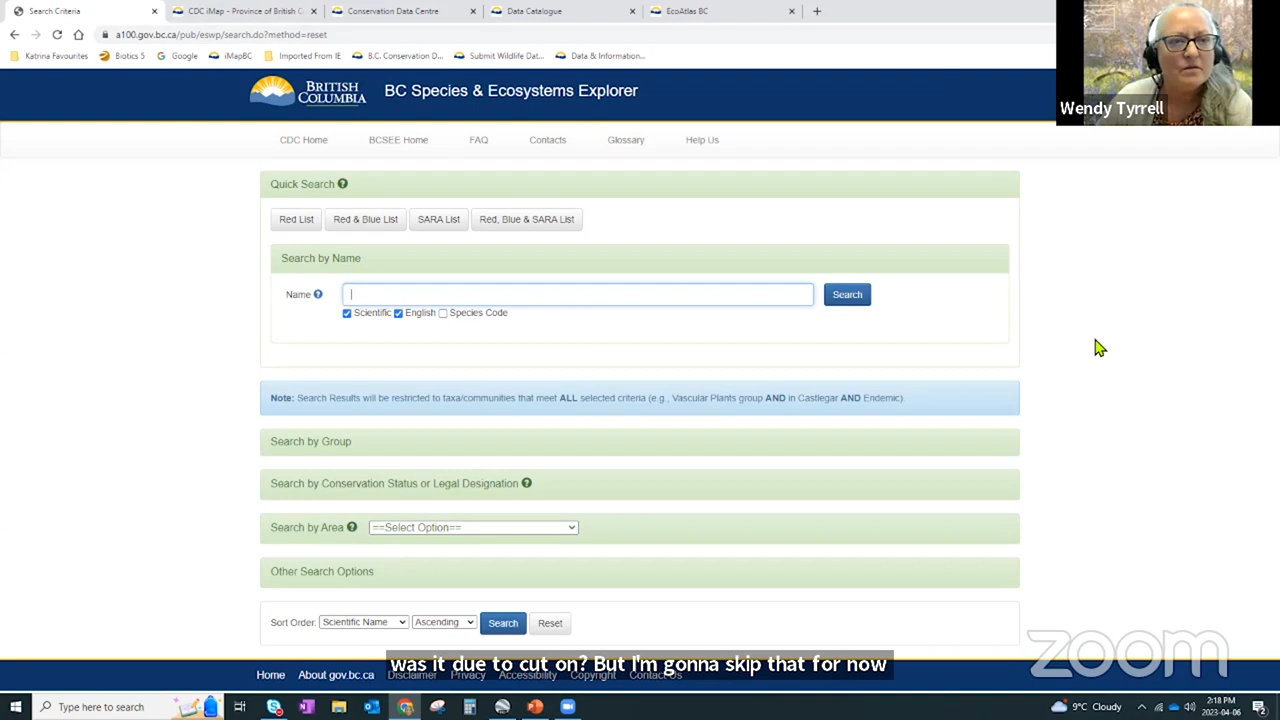 Search Criteria
CDC iMap - Province of British C
Conservation Data Centre
Data Catalogue
EcoAtlas BC
a100.gov.bc.ca/pub/eswp/search.do?method=reset
Katrina Favourites
Biotics 5
Google
iMapBC
Imported From IE
B.C. Conservation D...
Submit Wildlife Dat...
Data & Information...
BRITISH COLUMBIA
BC Species & Ecosystems Explorer
Wendy Tyrrell
CDC Home
BCSEE Home
FAQ
Contacts
Glossary
Help Us
Quick Search ?
Red List
Red & Blue List
SARA List
Red, Blue & SARA List
Search by Name
Name ?
Search
Scientific
English
Species Code
Note: Search Results will be restricted to taxa/communities that meet ALL selected criteria (e.g., Vascular Plants group AND in Castlegar AND Endemic).
Search by Group
Search by Conservation Status or Legal Designation ?
Search by Area ?
==Select Option==
Other Search Options
Sort Order:
Scientific Name
Ascending
Search
Reset
zoom
was it due to cut on? But I'm gonna skip that for now
Home
About gov.bc.ca
Disclaimer
Privacy
Accessibility
Copyright
Contact Us
Type here to search
9°C Cloudy
2:18 PM
2023-04-06
2